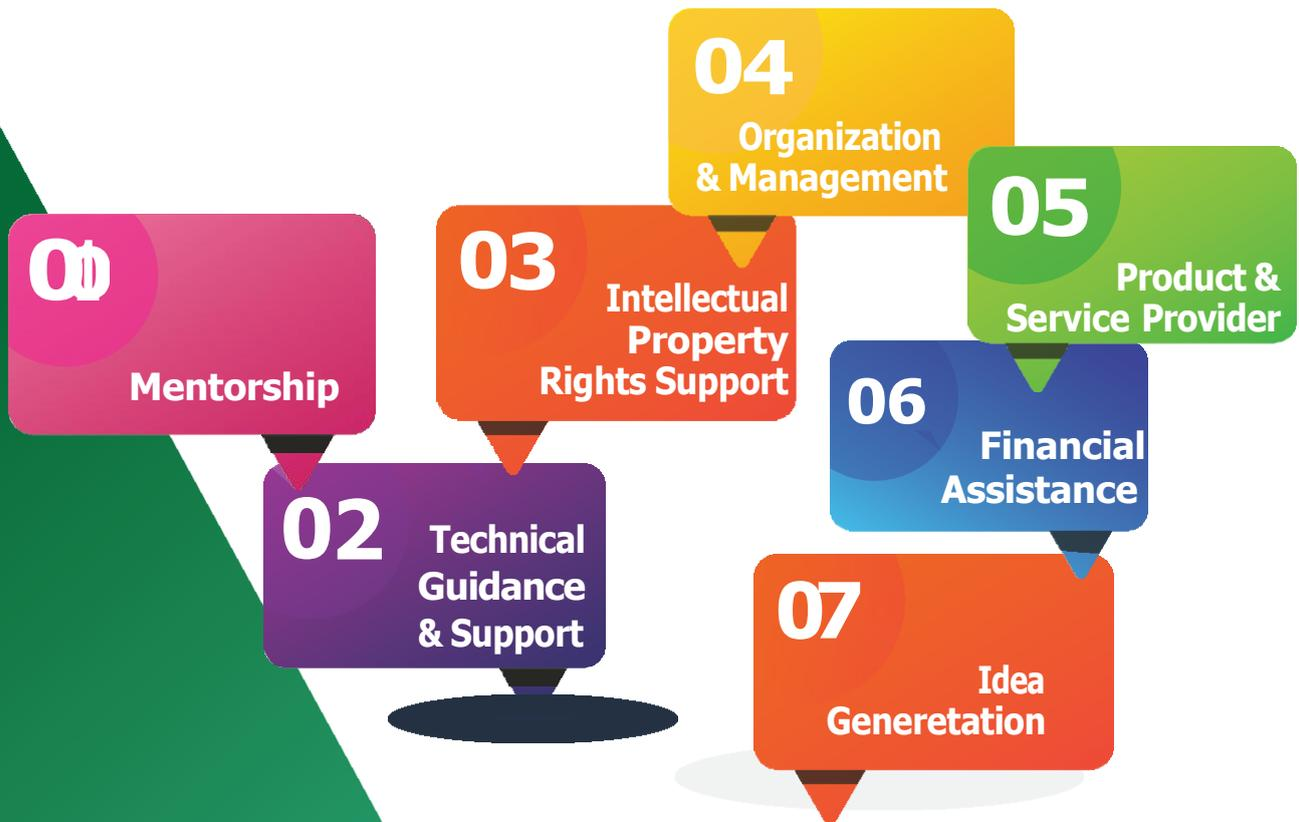 Mentorship
02
Technical
Guidance
& Support
03
Intellectual
Property
Rights Support
04
Organization
& Management
05
Product &
Service Provider
06
Financial
Assistance
07
Idea
Generetation